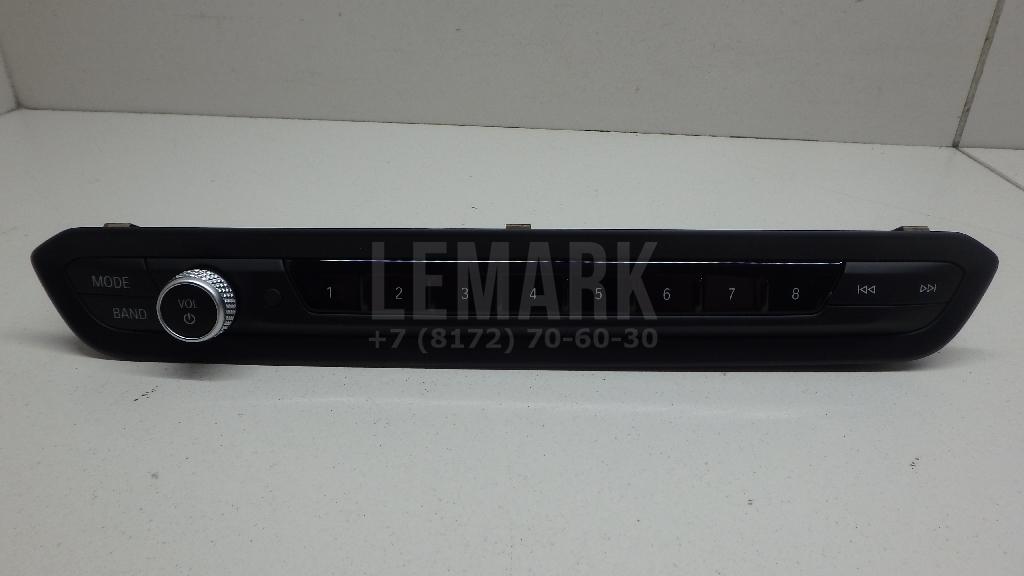 LEMARK
MODE
BAND
VOL
1 2 3 4 5 6 7 8
+7 (8172) 70-60-30